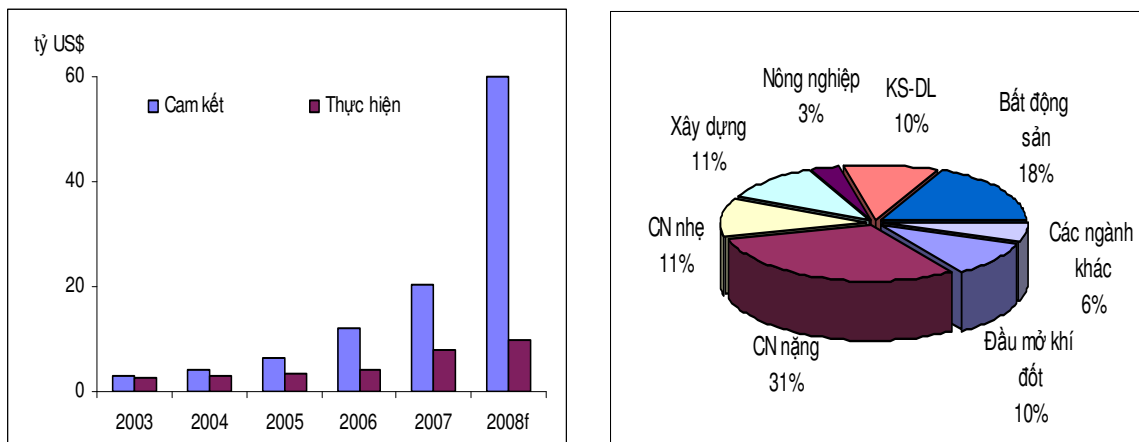 tỷ US$
60
40
20
0
Cam kết
Thực hiện
2003 2004 2005 2006 2007 2008f
Nông nghiệp
3%
KS-DL
10%
Bất động
sản
18%
Xây dựng
11%
CN nhẹ
11%
Các ngành
khác
6%
CN nặng
31%
Đầu mở khí
đốt
10%